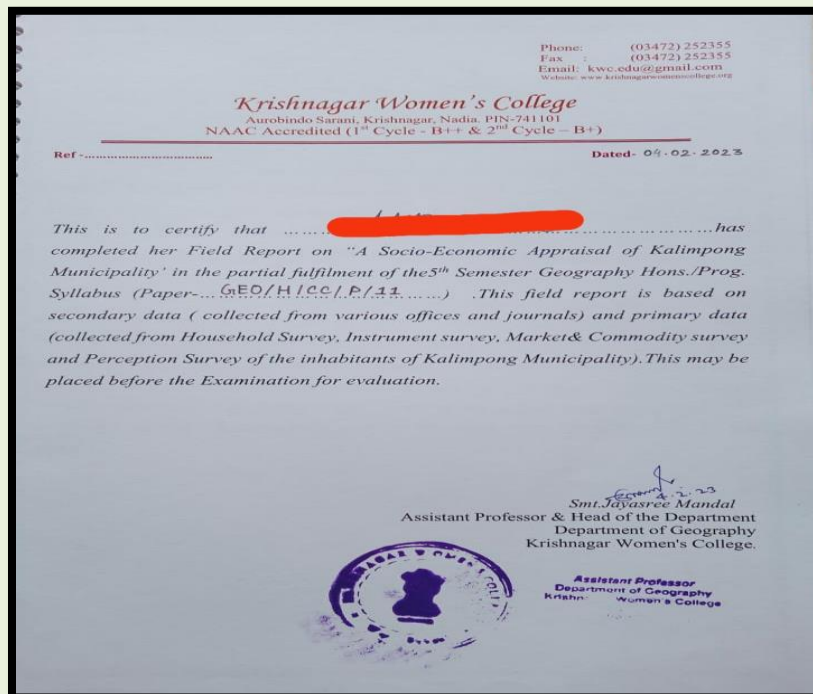 Phone: (03472) 252355
Fax : (03472) 252355
Email: kwc.edu@gmail.com
Website: www.krishnagarwomenscollege.org
Krishnagar Women's College
Aurobindo Sarani, Krishnagar, Nadia. PIN-741101
NAAC Accredited (1st Cycle - B++ & 2nd Cycle – B+)
Ref -................................ Dated- 04.02.2023
This is to certify that ...... ...has
completed her Field Report on "A Socio-Economic Appraisal of Kalimpong
Municipality' in the partial fulfilment of the5th Semester Geography Hons./Prog.
Syllabus (Paper-...GEO/H/CC/P/11......) .This field report is based on
secondary data ( collected from various offices and journals) and primary data
(collected from Household Survey, Instrument survey, Market& Commodity survey
and Perception Survey of the inhabitants of Kalimpong Municipality).This may be
placed before the Examination for evaluation.
4.2.23
Smt.Jayasree Mandal
Assistant Professor & Head of the Department
Department of Geography
Krishnagar Women's College.
WOMEN'S COLLE
Assistant Professor
Department of Geography
Krishn Women's College